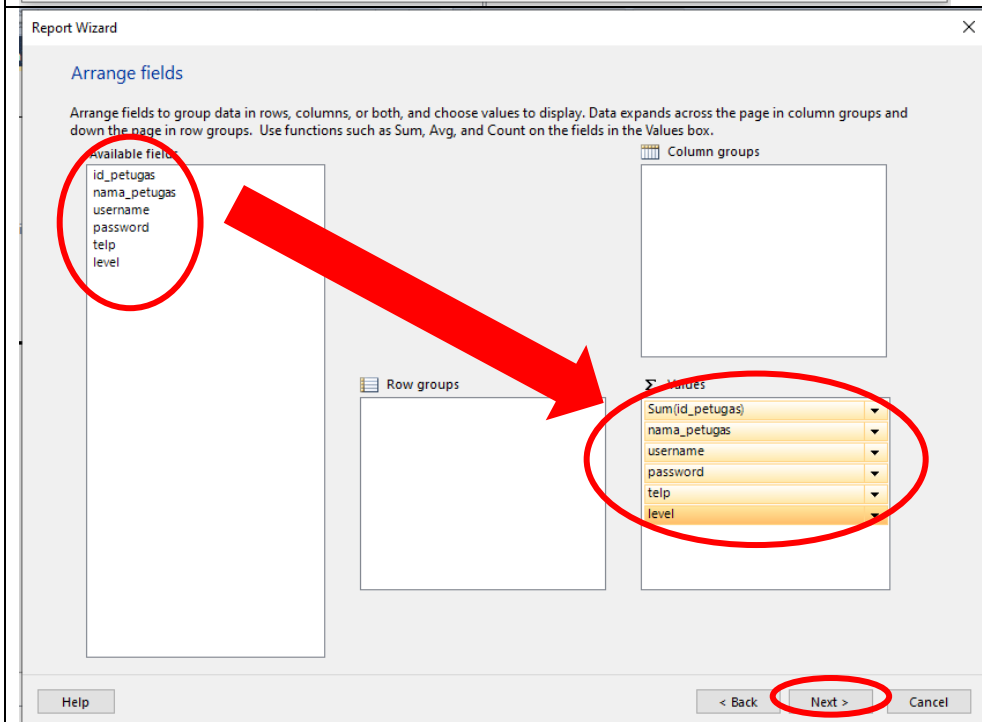 Report Wizard
Arrange fields
Arrange fields to group data in rows, columns, or both, and choose values to display. Data expands across the page in column groups and
down the page in row groups. Use functions such as Sum, Avg, and Count on the fields in the Values box.
Available fields
id_petugas
nama_petugas
username
password
telp
level
Column groups
Row groups
Σ Values
Sum(id_petugas)
nama_petugas
username
password
telp
level
Help
< Back
Next >
Cancel